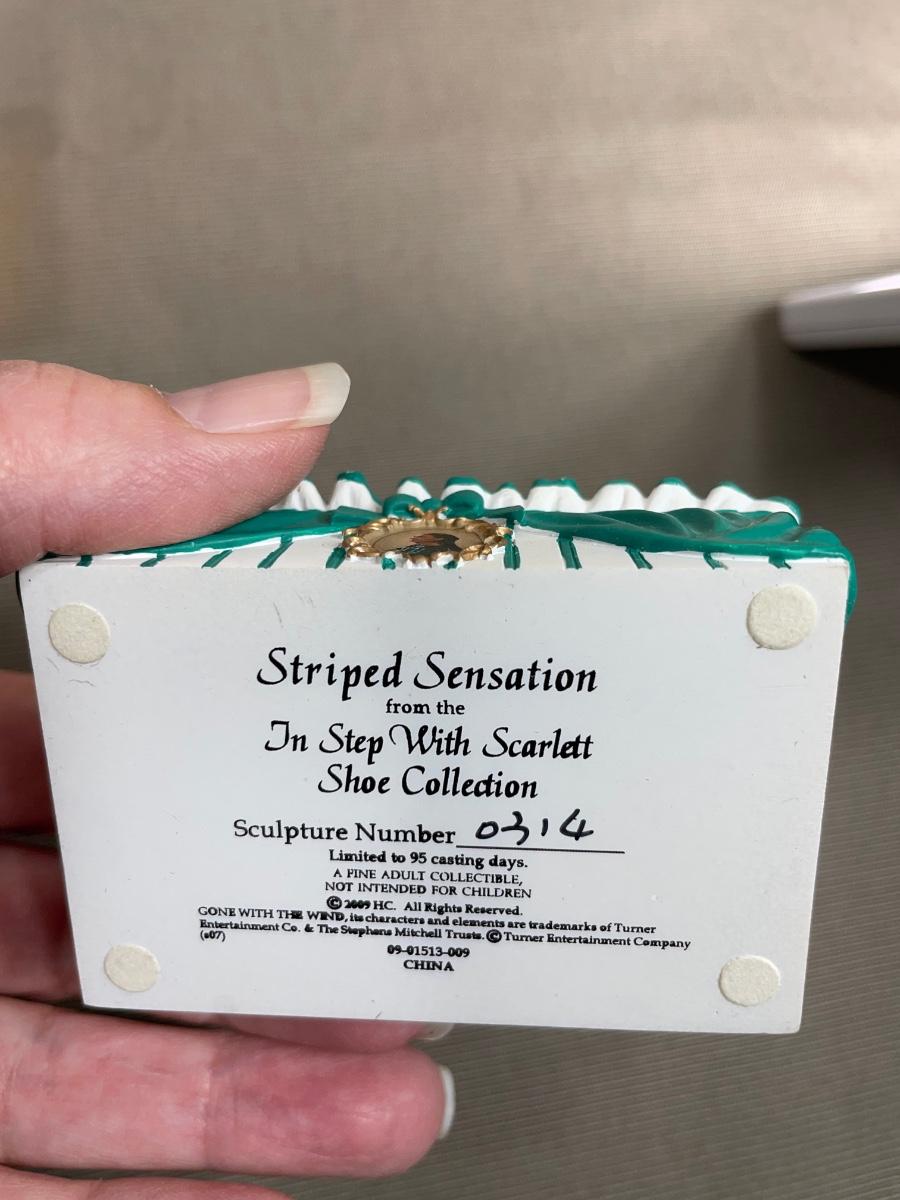 Striped Sensation
from the
In Step With Scarlett
Shoe Collection
Sculpture Number 0314
Limited to 95 casting days.
A FINE ADULT COLLECTIBLE,
NOT INTENDED FOR CHILDREN
© 2009 HC. All Rights Reserved.
GONE WITH THE WIND, its characters and elements are trademarks of Turner
Entertainment Co. & The Stephens Mitchell Trusts. © Turner Entertainment Company
(s07)
09-01513-009
CHINA